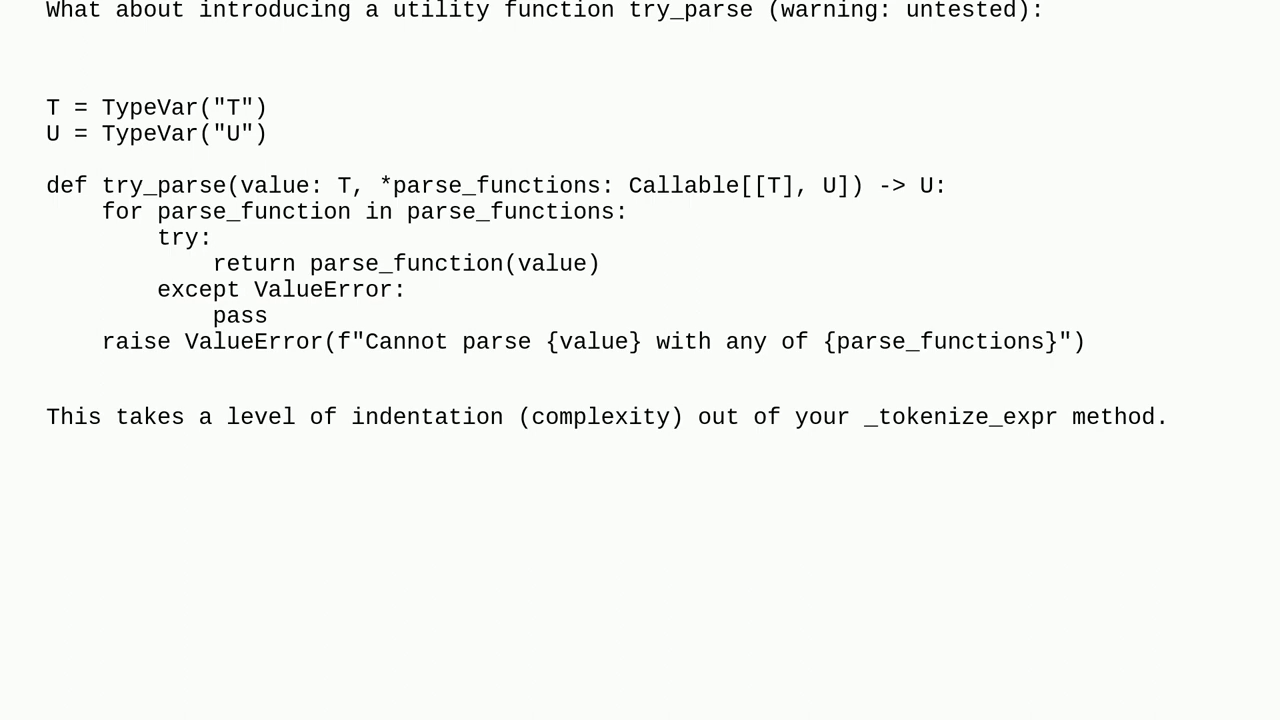 What about introducing a utility function try_parse (warning: untested):
T = TypeVar("T")
U = TypeVar("U")
def try_parse(value: T, *parse_functions: Callable[[T], U]) -> U:
    for parse_function in parse_functions:
        try:
            return parse_function(value)
        except ValueError:
            pass
    raise ValueError(f"Cannot parse {value} with any of {parse_functions}")
This takes a level of indentation (complexity) out of your _tokenize_expr method.